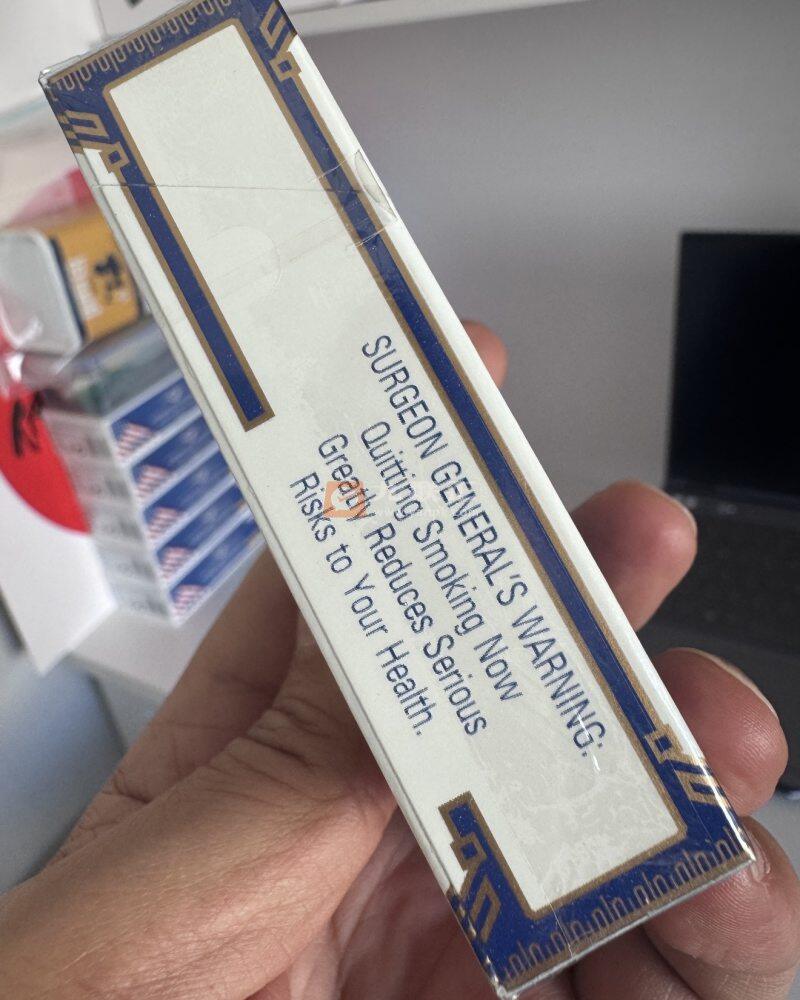 SURGEON GENERAL'S WARNING:
Quitting Smoking Now
Greatly Reduces Serious
Risks to Your Health.